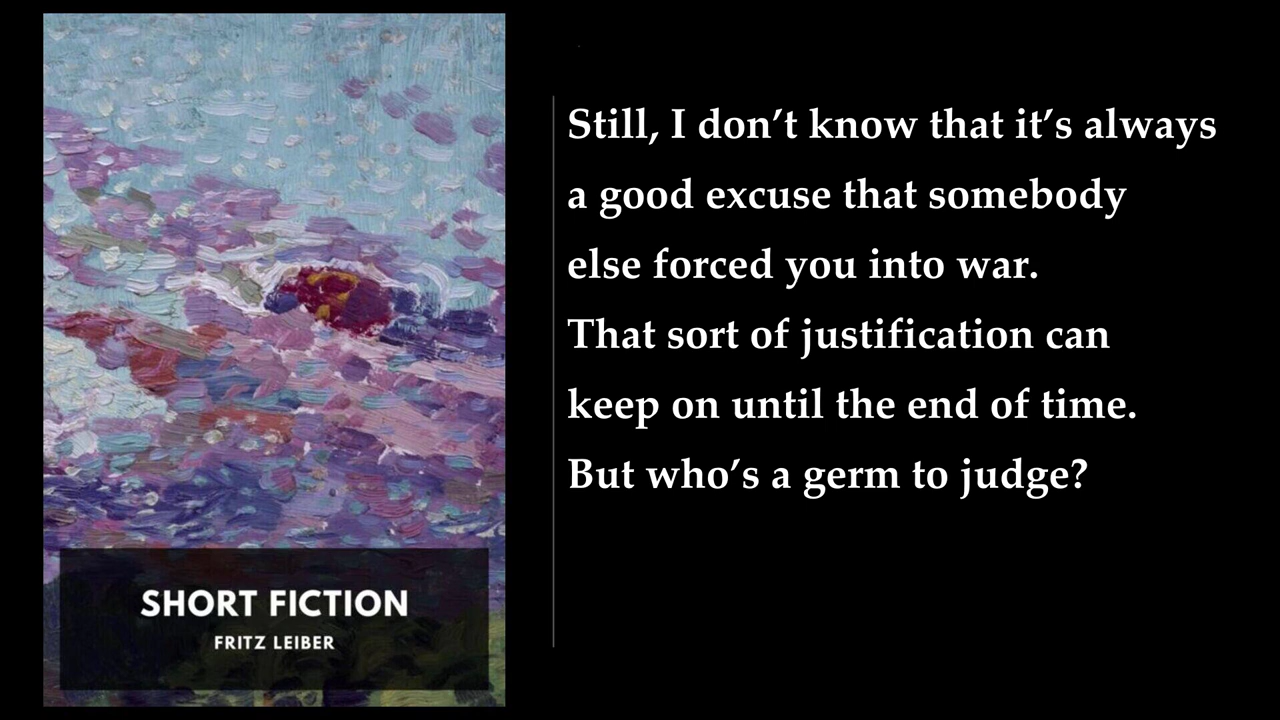 SHORT FICTION
FRITZ LEIBER
Still, I don’t know that it’s always
a good excuse that somebody
else forced you into war.
That sort of justification can
keep on until the end of time.
But who’s a germ to judge?